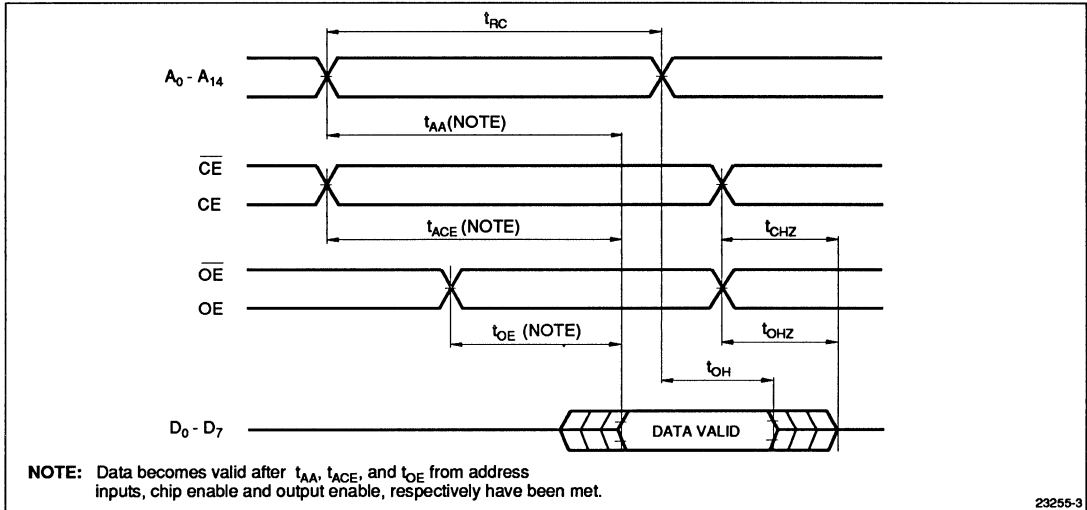 tRC
A0 - A14
tAA(NOTE)
CE
CE
tACE (NOTE)
tCHZ
OE
OE
tOE (NOTE)
tOHZ
tOH
D0 - D7
DATA VALID
NOTE: Data becomes valid after tAA, tACE, and tOE from address
inputs, chip enable and output enable, respectively have been met.
23255-3